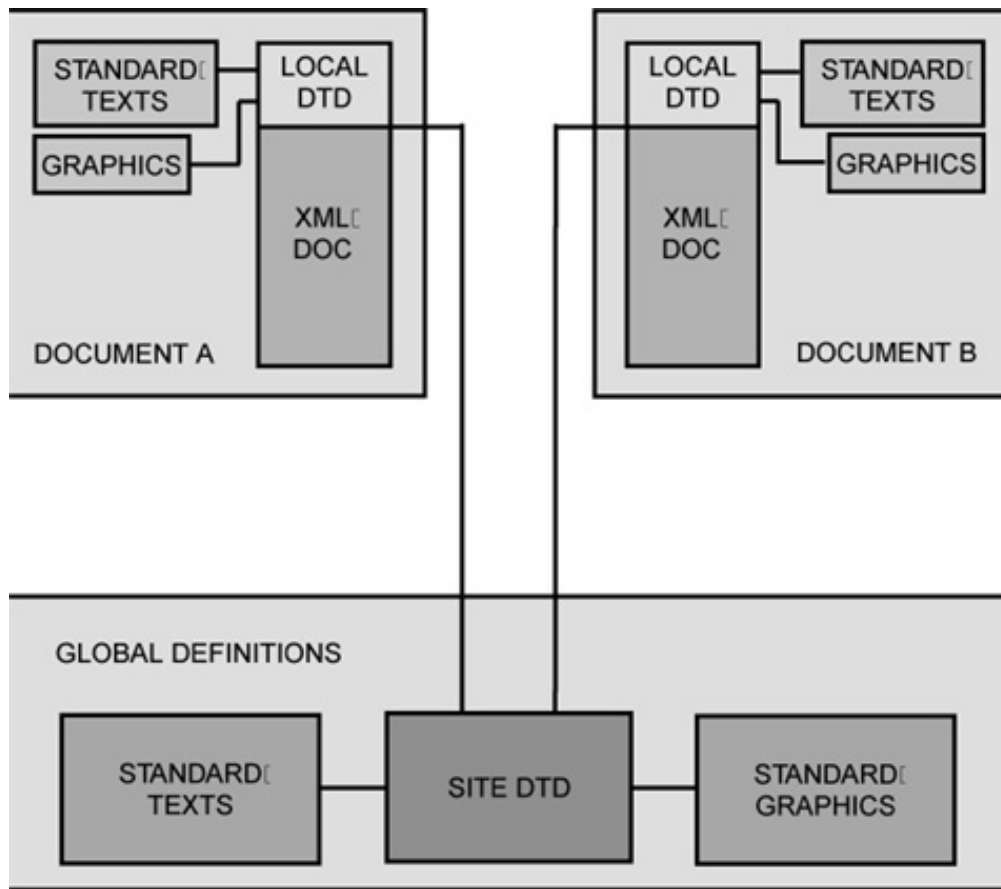 STANDARD
TEXTS
GRAPHICS
LOCAL
DTD
XML
DOC
DOCUMENT A
LOCAL
DTD
STANDARD
TEXTS
GRAPHICS
XML
DOC
DOCUMENT B
GLOBAL DEFINITIONS
STANDARD
TEXTS
SITE DTD
STANDARD
GRAPHICS